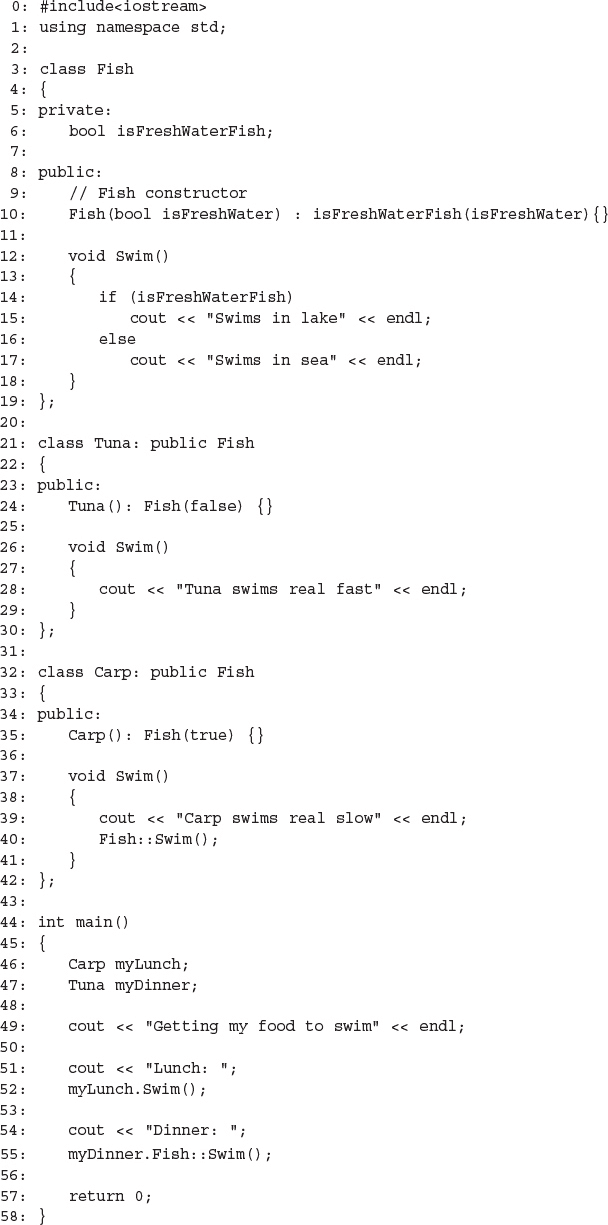 0: #include<iostream>
1: using namespace std;
2:
3: class Fish
4: {
5: private:
6:    bool isFreshWaterFish;
7:
8: public:
9:    // Fish constructor
10:    Fish(bool isFreshWater) : isFreshWaterFish(isFreshWater){}
11:
12:    void Swim()
13:    {
14:       if (isFreshWaterFish)
15:          cout << "Swims in lake" << endl;
16:       else
17:          cout << "Swims in sea" << endl;
18:    }
19: };
20:
21: class Tuna: public Fish
22: {
23: public:
24:    Tuna(): Fish(false) {}
25:
26:    void Swim()
27:    {
28:       cout << "Tuna swims real fast" << endl;
29:    }
30: };
31:
32: class Carp: public Fish
33: {
34: public:
35:    Carp(): Fish(true) {}
36:
37:    void Swim()
38:    {
39:       cout << "Carp swims real slow" << endl;
40:       Fish::Swim();
41:    }
42: };
43:
44: int main()
45: {
46:    Carp myLunch;
47:    Tuna myDinner;
48:
49:    cout << "Getting my food to swim" << endl;
50:
51:    cout << "Lunch: ";
52:    myLunch.Swim();
53:
54:    cout << "Dinner: ";
55:    myDinner.Fish::Swim();
56:
57:    return 0;
58: }